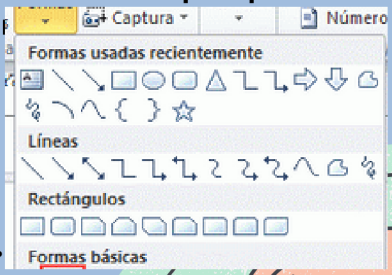 Captura
Número
Formas usadas recientemente
Líneas
Rectángulos
Formas básicas